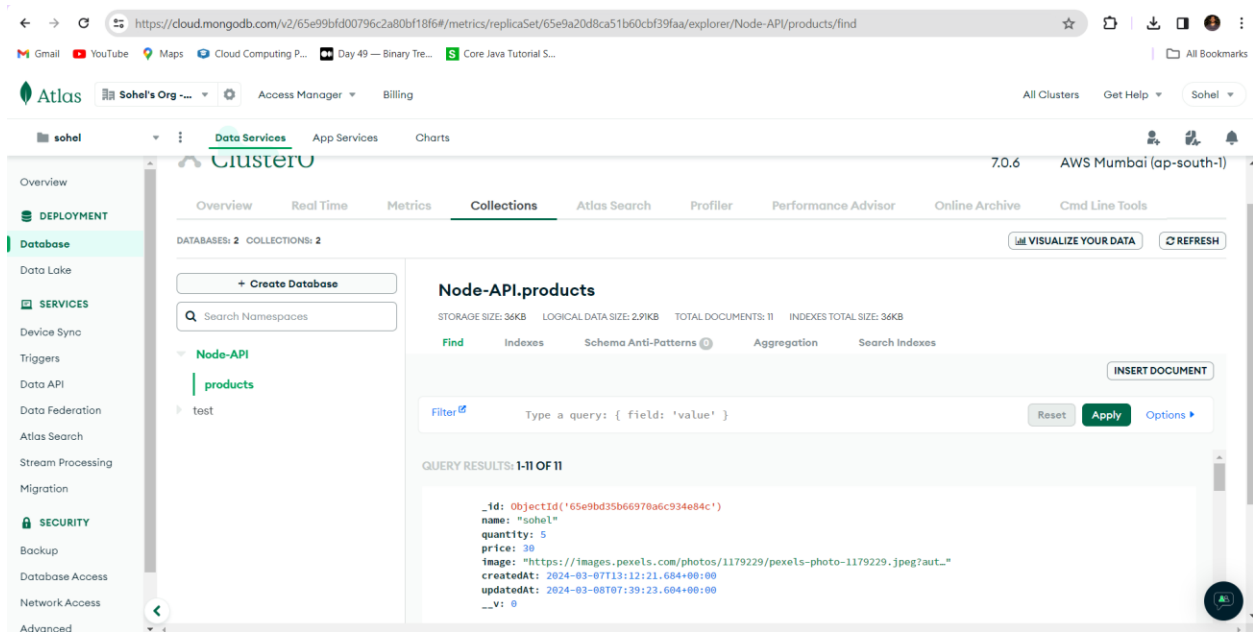 https://cloud.mongodb.com/v2/65e99bfd00796c2a80bf18f6#/metrics/replicaSet/65e9a20d8ca51b60cbf39faa/explorer/Node-API/products/find
Gmail YouTube Maps Cloud Computing P... Day 49 — Binary Tre... S Core Java Tutorial S... All Bookmarks
Atlas Sohel's Org -... Access Manager Billing All Clusters Get Help Sohel
sohel Data Services App Services Charts
Cluster0 7.0.6 AWS Mumbai (ap-south-1)
Overview
DEPLOYMENT
Database
Data Lake
SERVICES
Device Sync
Triggers
Data API
Data Federation
Atlas Search
Stream Processing
Migration
SECURITY
Backup
Database Access
Network Access
Advanced
Overview Real Time Metrics Collections Atlas Search Profiler Performance Advisor Online Archive Cmd Line Tools
DATABASES: 2 COLLECTIONS: 2 VISUALIZE YOUR DATA REFRESH
+ Create Database
Search Namespaces
Node-API
products
test
Node-API.products
STORAGE SIZE: 36KB LOGICAL DATA SIZE: 2.91KB TOTAL DOCUMENTS: 11 INDEXES TOTAL SIZE: 36KB
Find Indexes Schema Anti-Patterns 0 Aggregation Search Indexes
INSERT DOCUMENT
Filter Type a query: { field: 'value' } Reset Apply Options
QUERY RESULTS: 1-11 OF 11
_id: ObjectId('65e9bd35b66970a6c934e84c')
name: "sohel"
quantity: 5
price: 30
image: "https://images.pexels.com/photos/1179229/pexels-photo-1179229.jpeg?aut…"
createdAt: 2024-03-07T13:12:21.684+00:00
updatedAt: 2024-03-08T07:39:23.604+00:00
__v: 0